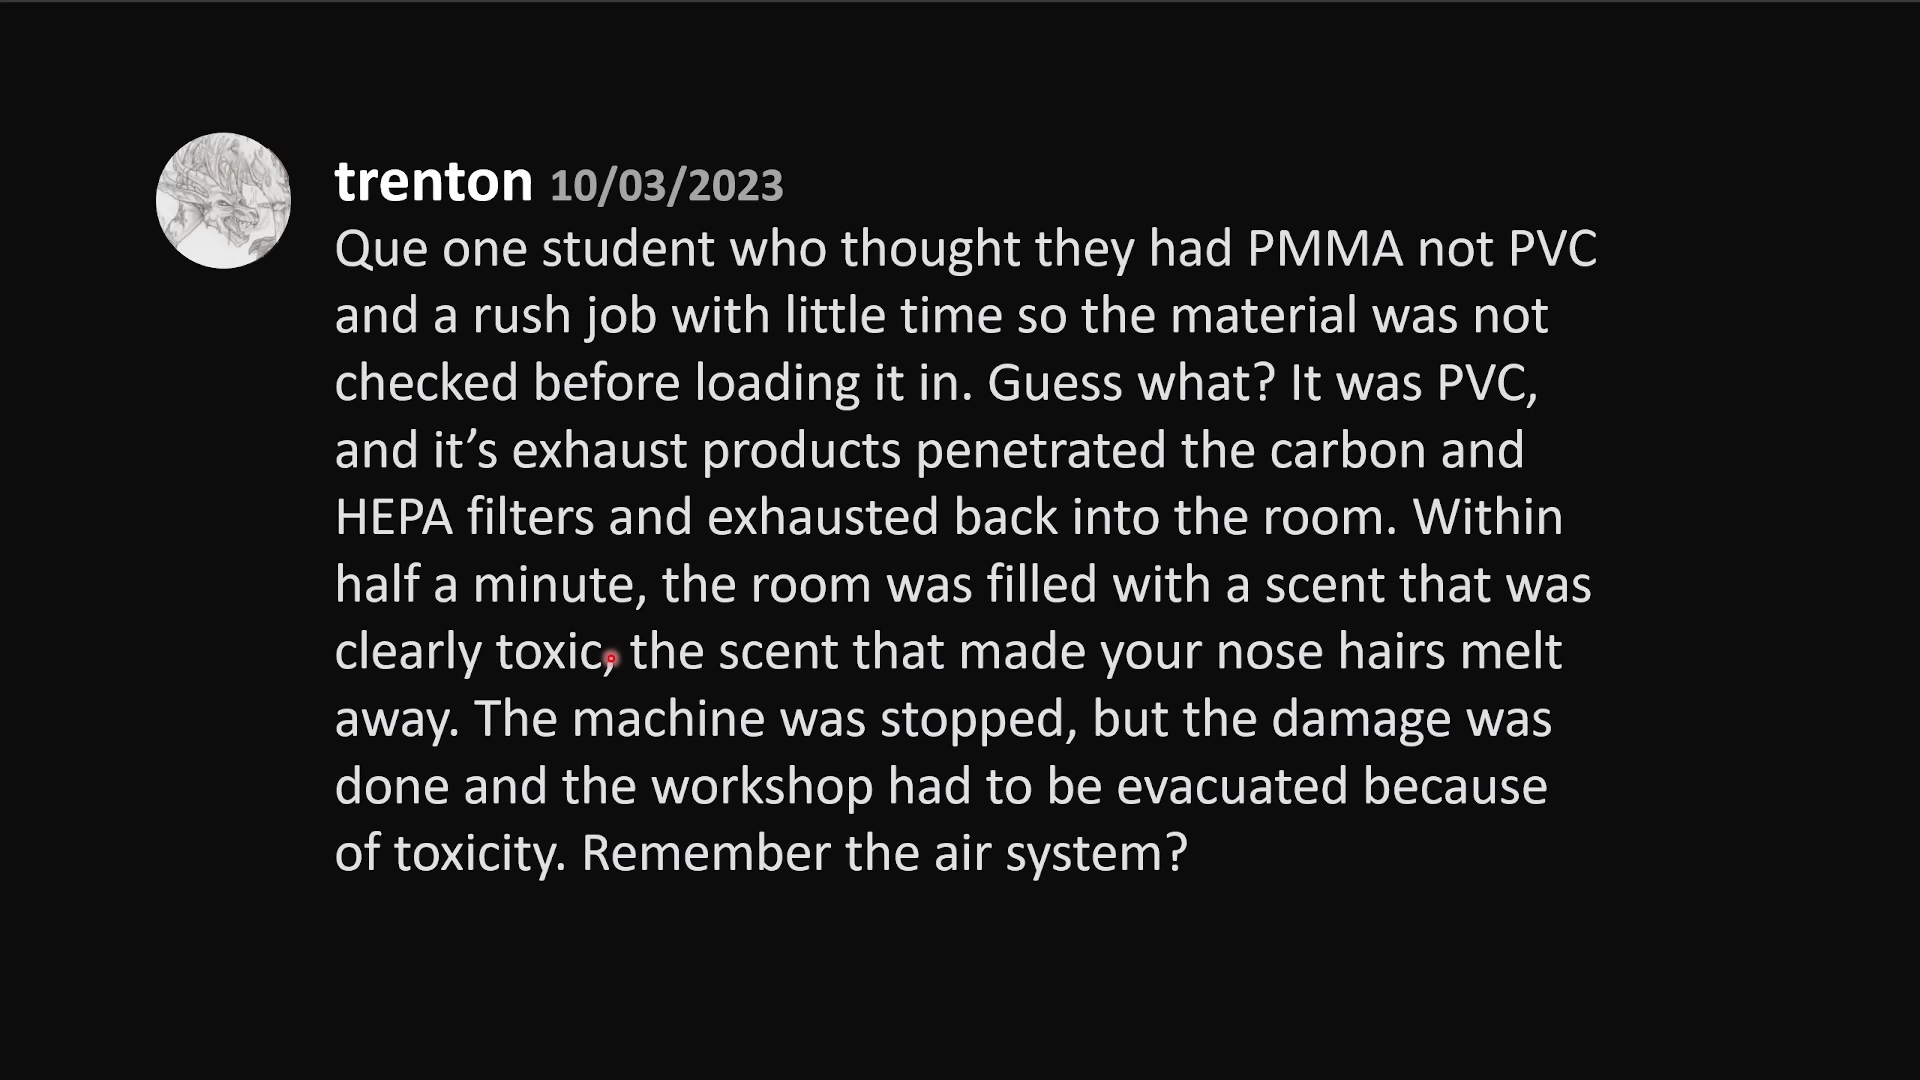 trenton 10/03/2023
Que one student who thought they had PMMA not PVC
and a rush job with little time so the material was not
checked before loading it in. Guess what? It was PVC,
and it’s exhaust products penetrated the carbon and
HEPA filters and exhausted back into the room. Within
half a minute, the room was filled with a scent that was
clearly toxic, the scent that made your nose hairs melt
away. The machine was stopped, but the damage was
done and the workshop had to be evacuated because
of toxicity. Remember the air system?